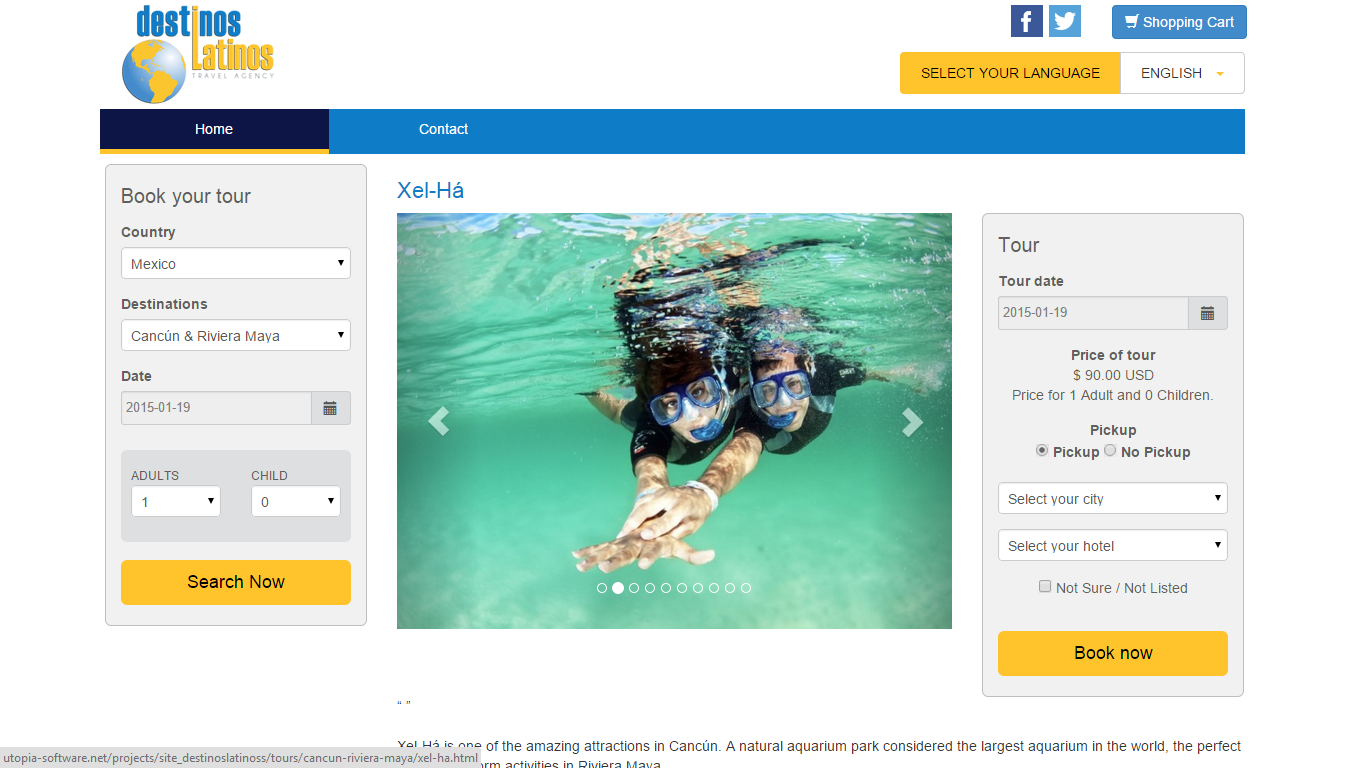 destinos
Latinos
TRAVEL AGENCY
Shopping Cart
SELECT YOUR LANGUAGE
ENGLISH
Home
Contact
Book your tour
Country
Mexico
Destinations
Cancún & Riviera Maya
Date
2015-01-19
ADULTS
CHILD
1
0
Search Now
Xel-Há
Tour
Tour date
2015-01-19
Price of tour
$ 90.00 USD
Price for 1 Adult and 0 Children.
Pickup
Pickup
No Pickup
Select your city
Select your hotel
Not Sure / Not Listed
Book now
“ ”
Xel-Há is one of the amazing attractions in Cancún. A natural aquarium park considered the largest aquarium in the world, the perfect
activities in Riviera Maya
utopia-software.net/projects/site_destinoslatinoss/tours/cancun-riviera-maya/xel-ha.html